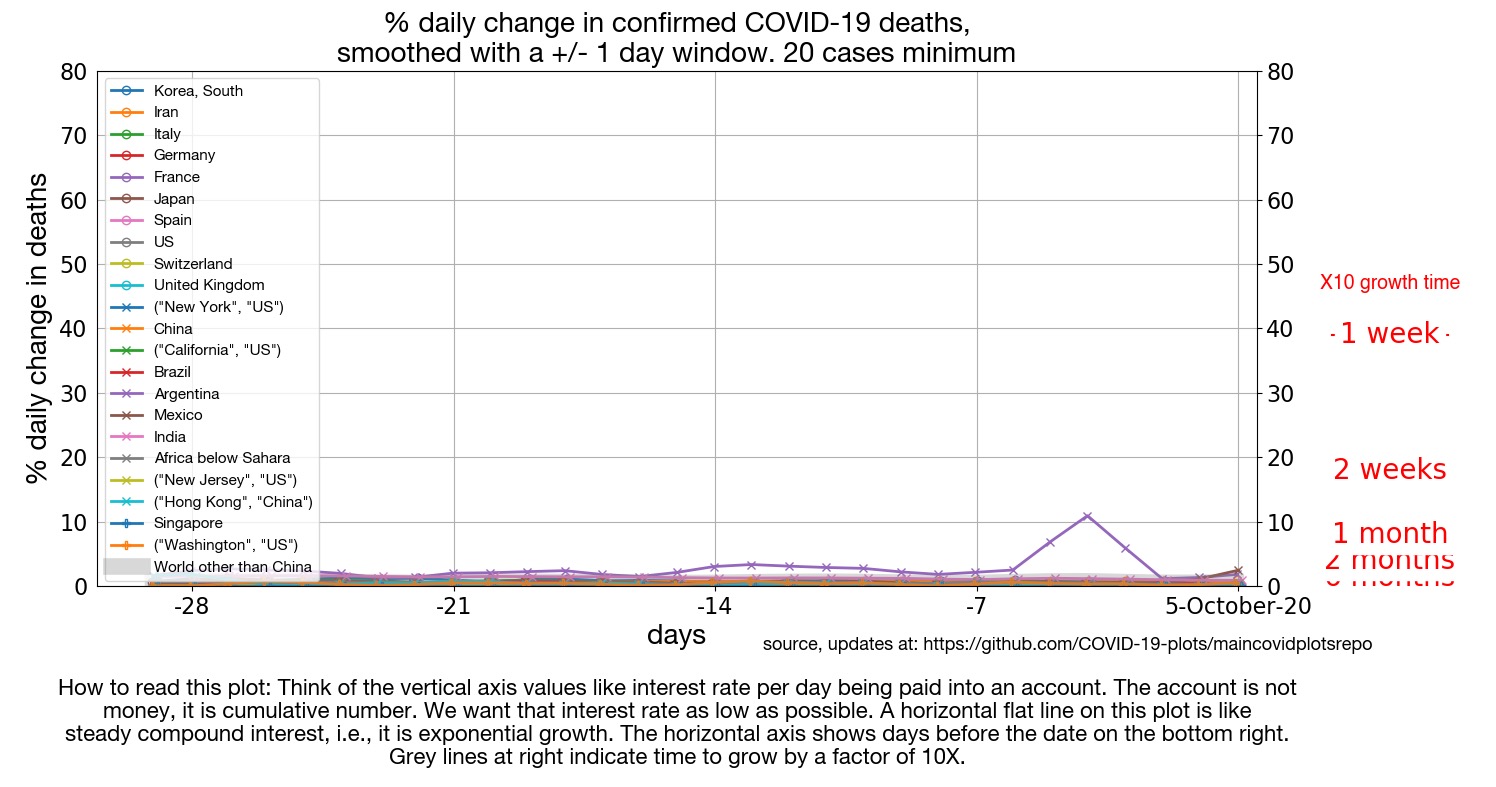 % daily change in confirmed COVID-19 deaths,
smoothed with a +/- 1 day window. 20 cases minimum
80
70
60
50
40
30
20
10
0
% daily change in deaths
Korea, South
Iran
Italy
Germany
France
Japan
Spain
US
Switzerland
United Kingdom
("New York", "US")
China
("California", "US")
Brazil
Argentina
Mexico
India
Africa below Sahara
("New Jersey", "US")
("Hong Kong", "China")
Singapore
("Washington", "US")
World other than China
80
70
60
50
40
30
20
10
0
X10 growth time
- 1 week -
2 weeks
1 month
2 months
months
-28 -21 -14 -7 5-October-20
days
source, updates at: https://github.com/COVID-19-plots/maincovidplotsrepo
How to read this plot: Think of the vertical axis values like interest rate per day being paid into an account. The account is not
money, it is cumulative number. We want that interest rate as low as possible. A horizontal flat line on this plot is like
steady compound interest, i.e., it is exponential growth. The horizontal axis shows days before the date on the bottom right.
Grey lines at right indicate time to grow by a factor of 10X.